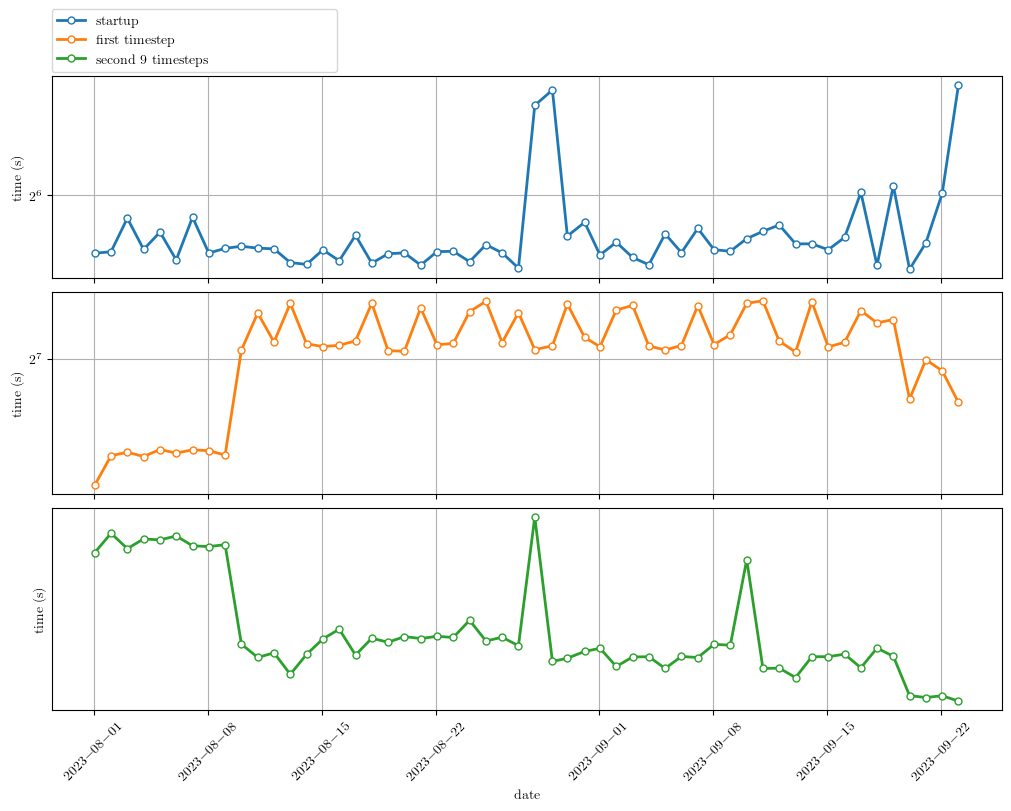 startup
first timestep
second 9 timesteps
time (s)
2^6
time (s)
2^7
time (s)
2023−08−01
2023−08−08
2023−08−15
2023−08−22
2023−09−01
2023−09−08
2023−09−15
2023−09−22
date